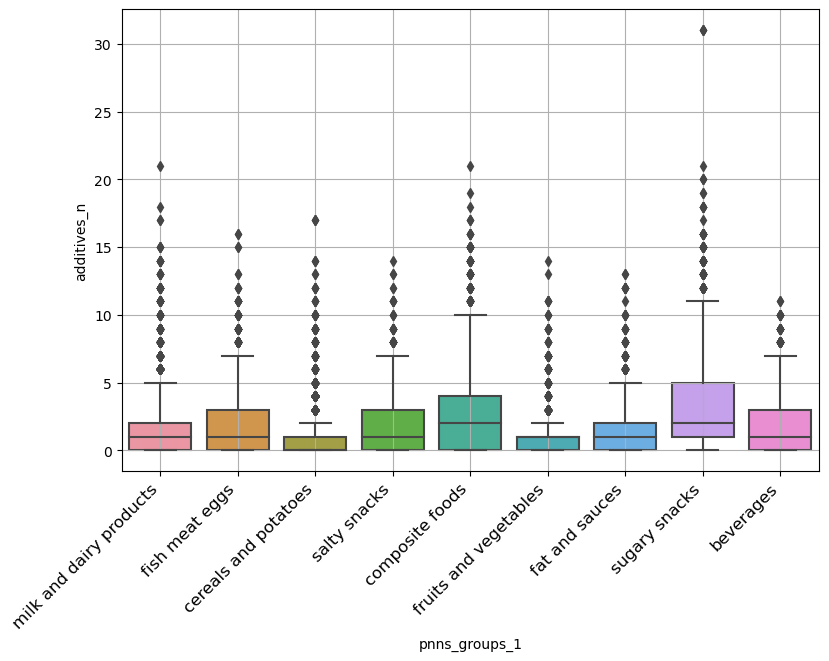 30
25
20
15
10
5
0
additives_n
milk and dairy products
fish meat eggs
cereals and potatoes
salty snacks
composite foods
fruits and vegetables
fat and sauces
sugary snacks
beverages
pnns_groups_1